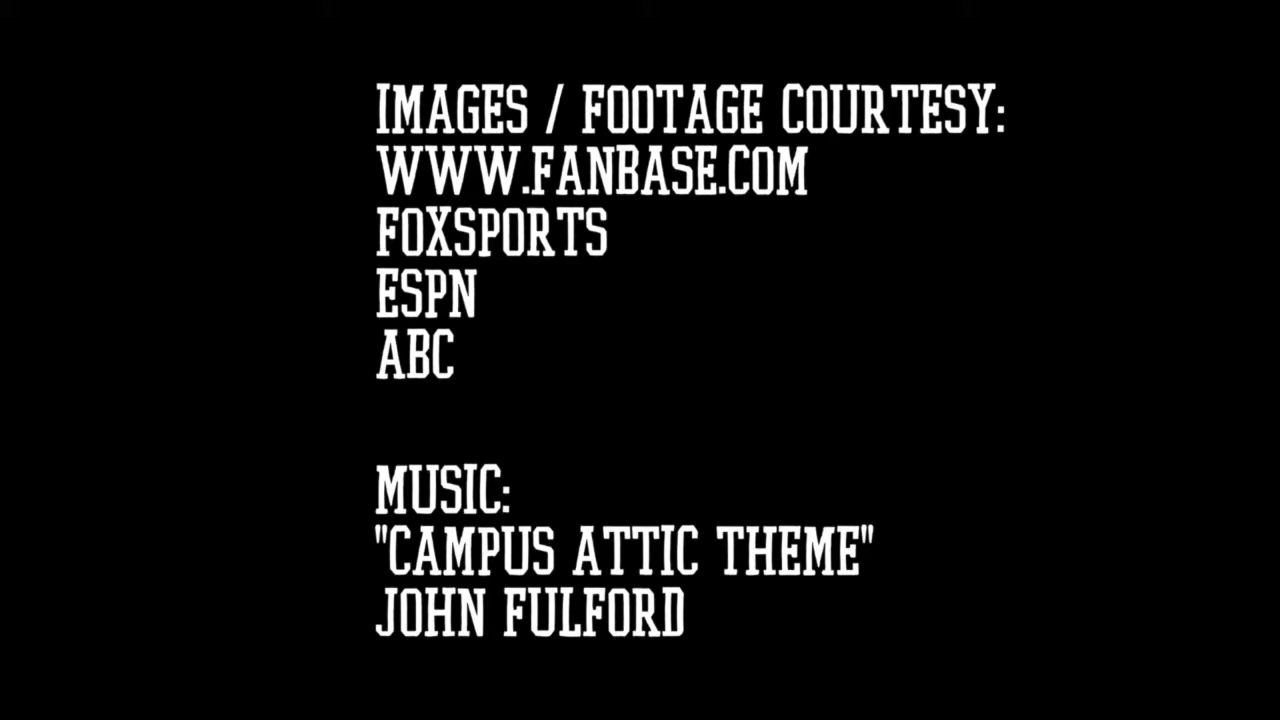 IMAGES / FOOTAGE COURTESY:
WWW.FANBASE.COM
FOXSPORTS
ESPN
ABC
MUSIC:
"CAMPUS ATTIC THEME"
JOHN FULFORD